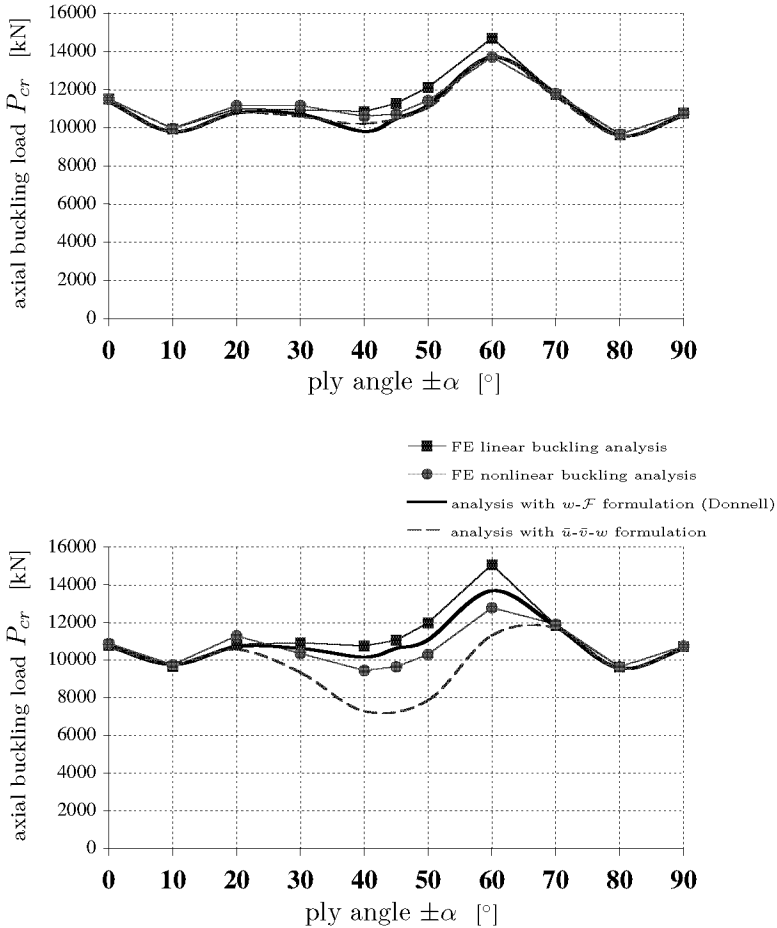 axial buckling load P_cr [kN]
16000
14000
12000
10000
8000
6000
4000
2000
0
0 10 20 30 40 50 60 70 80 90
ply angle ±α [°]
FE linear buckling analysis
FE nonlinear buckling analysis
analysis with w-ℱ formulation (Donnell)
analysis with ū-v̄-w formulation
axial buckling load P_cr [kN]
16000
14000
12000
10000
8000
6000
4000
2000
0
0 10 20 30 40 50 60 70 80 90
ply angle ±α [°]